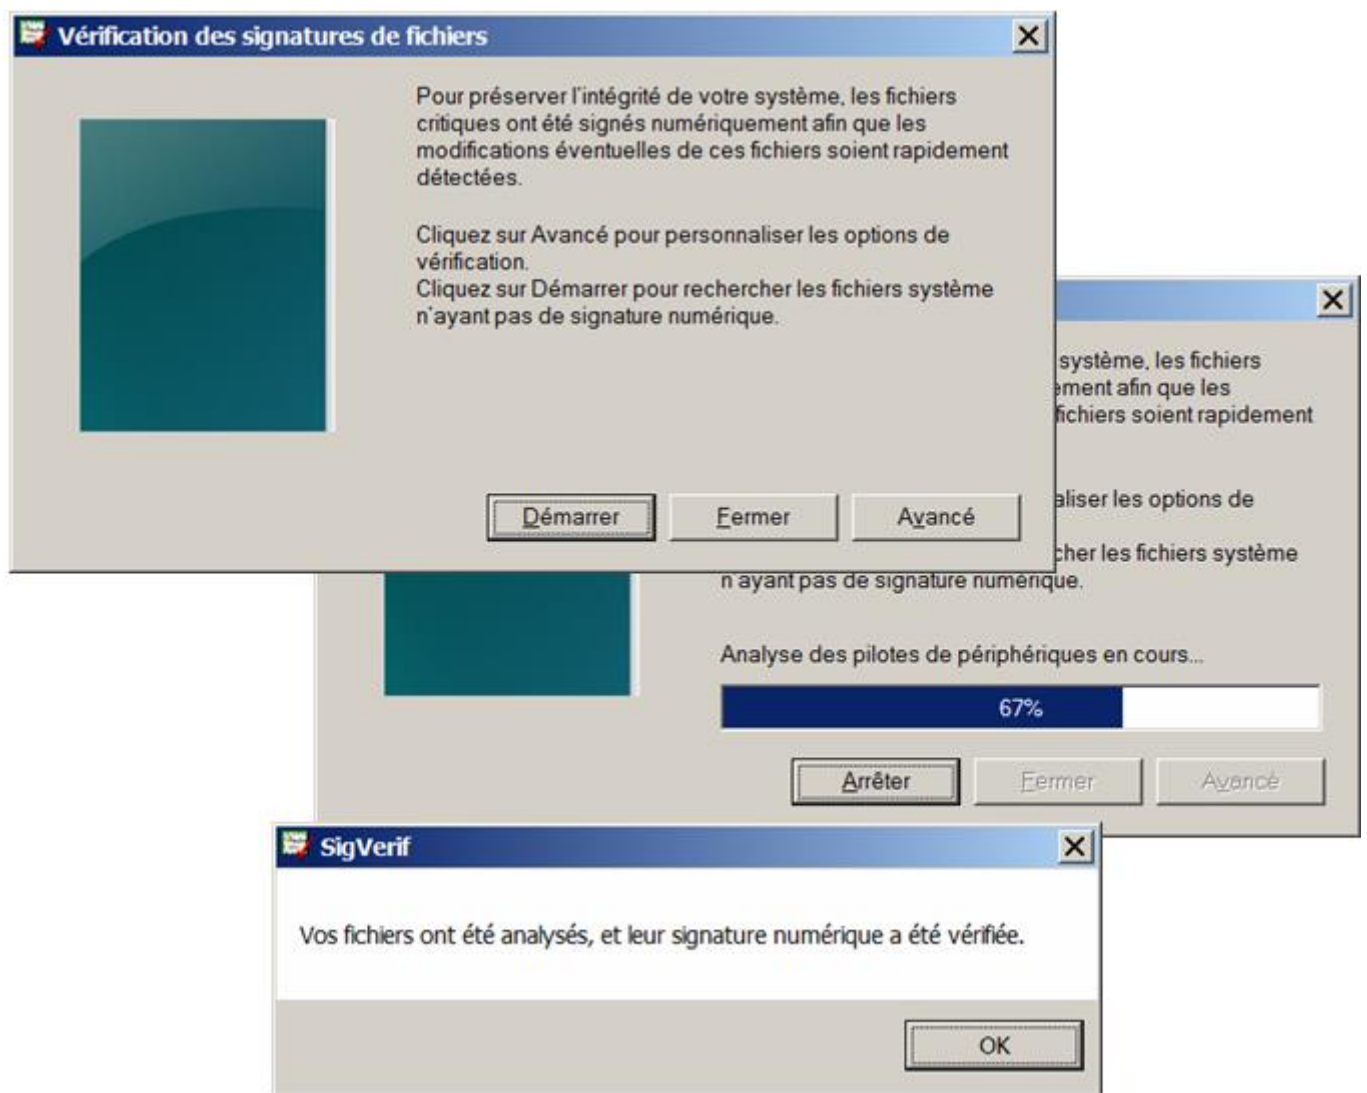 Vérification des signatures de fichiers
Pour préserver l'intégrité de votre système, les fichiers
critiques ont été signés numériquement afin que les
modifications éventuelles de ces fichiers soient rapidement
détectées.
Cliquez sur Avancé pour personnaliser les options de
vérification.
Cliquez sur Démarrer pour rechercher les fichiers système
n'ayant pas de signature numérique.
Démarrer
Fermer
Avancé
système, les fichiers
ement afin que les
fichiers soient rapidement
aliser les options de
cher les fichiers système
n'ayant pas de signature numérique.
Analyse des pilotes de périphériques en cours...
67%
Arrêter
Fermer
Avancé
SigVerif
Vos fichiers ont été analysés, et leur signature numérique a été vérifiée.
OK